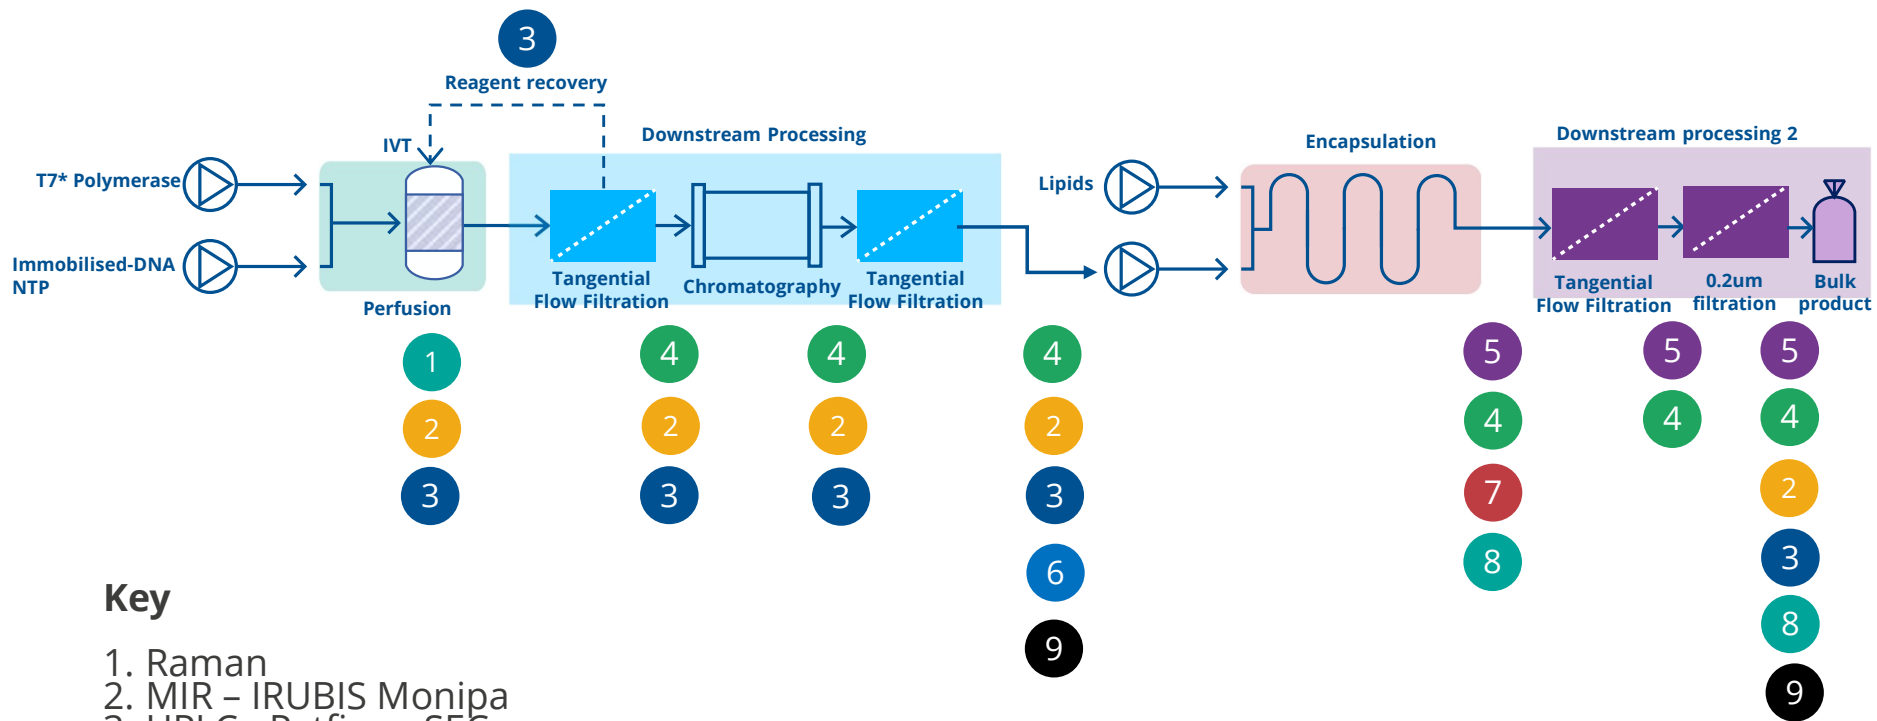 3
Reagent recovery
IVT
Downstream Processing
T7* Polymerase
Immobilised-DNA
NTP
Perfusion
Tangential
Flow Filtration
Chromatography
Tangential
Flow Filtration
Lipids
Encapsulation
Downstream processing 2
Tangential
Flow Filtration
0.2um
filtration
Bulk
product
1
2
3
4
2
3
4
2
3
4
2
3
6
9
5
4
7
8
5
4
5
4
2
3
8
9
Key
1. Raman
2. MIR – IRUBIS Monipa